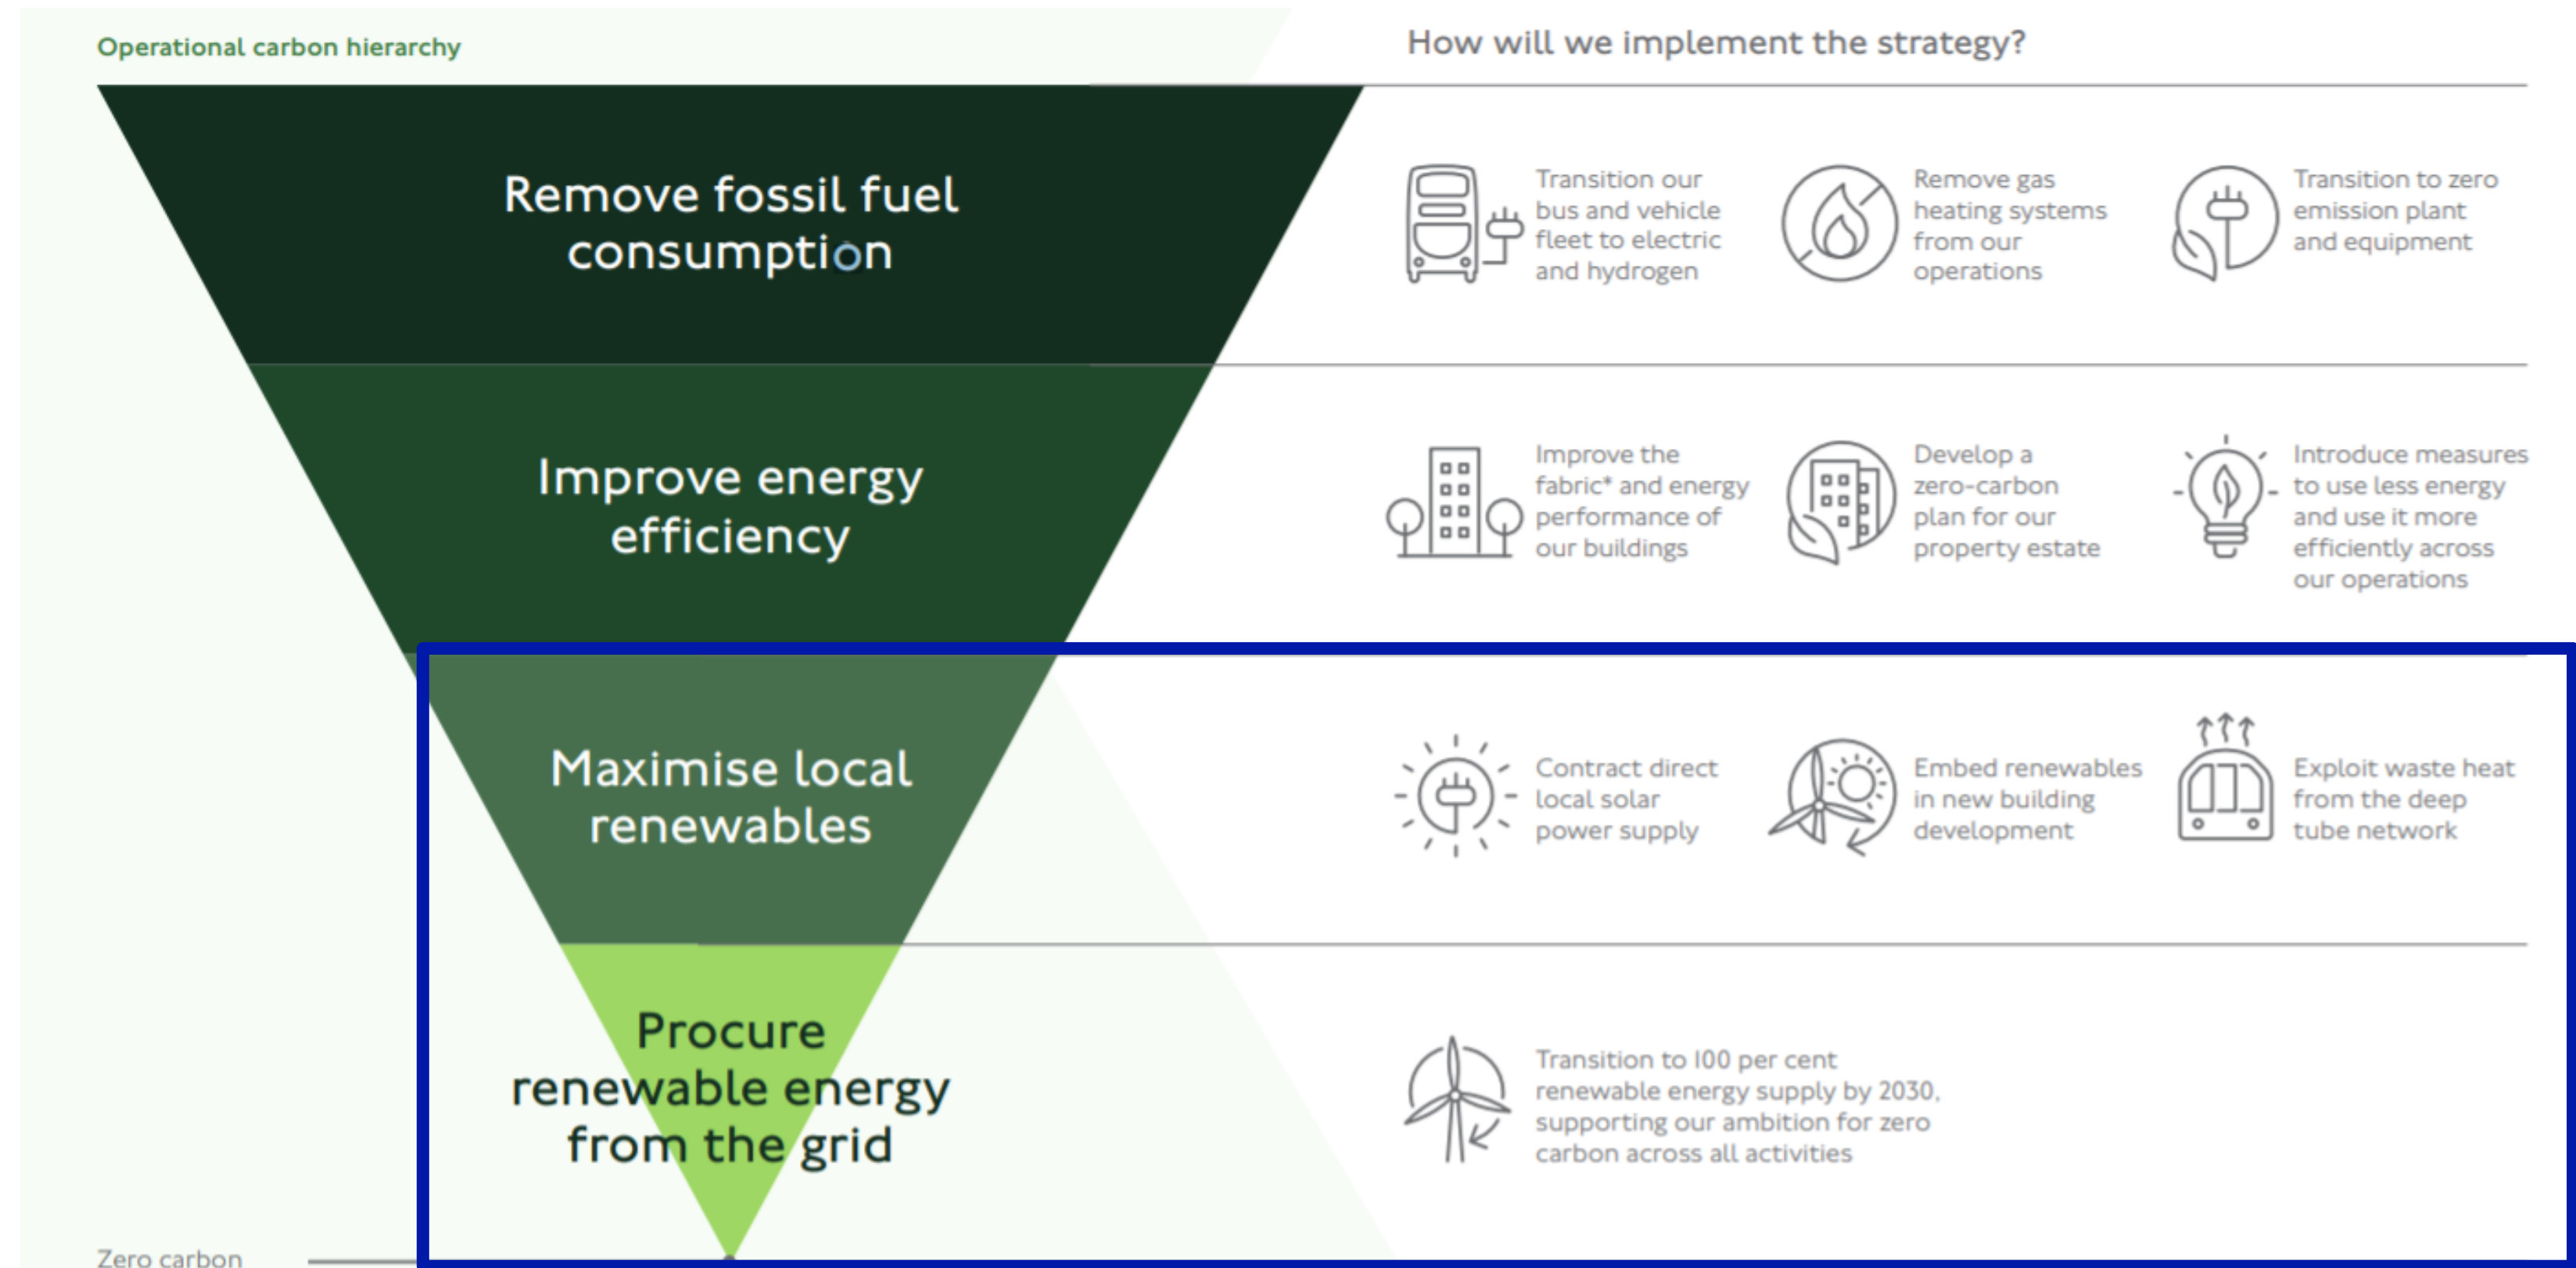 Operational carbon hierarchy
How will we implement the strategy?
Remove fossil fuel
consumption
Transition our
bus and vehicle
fleet to electric
and hydrogen
Remove gas
heating systems
from our
operations
Transition to zero
emission plant
and equipment
Improve energy
efficiency
Improve the
fabric* and energy
performance of
our buildings
Develop a
zero-carbon
plan for our
property estate
Introduce measures
to use less energy
and use it more
efficiently across
our operations
Maximise local
renewables
Contract direct
local solar
power supply
Embed renewables
in new building
development
Exploit waste heat
from the deep
tube network
Procure
renewable energy
from the grid
Transition to 100 per cent
renewable energy supply by 2030,
supporting our ambition for zero
carbon across all activities
Zero carbon